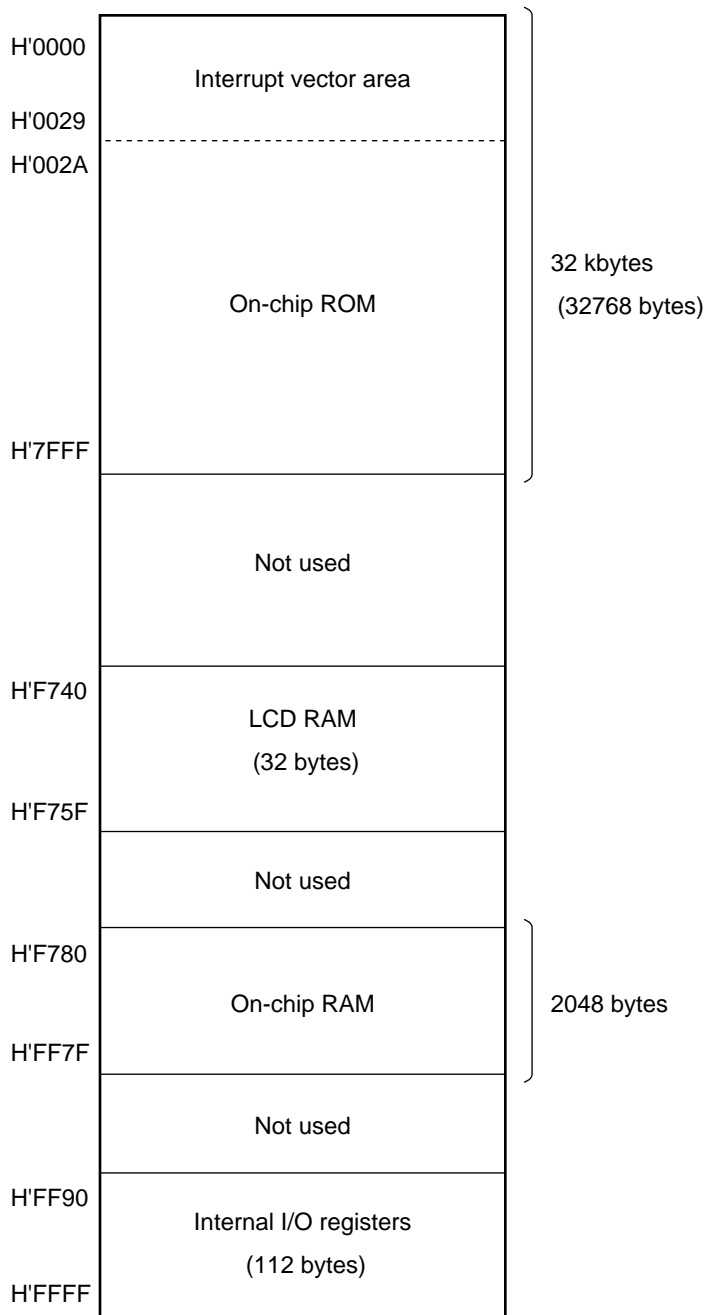 H'0000
Interrupt vector area
H'0029
H'002A
32 kbytes
On-chip ROM
(32768 bytes)
H'7FFF
Not used
H'F740
LCD RAM
(32 bytes)
H'F75F
Not used
H'F780
On-chip RAM
2048 bytes
H'FF7F
Not used
H'FF90
Internal I/O registers
(112 bytes)
H'FFFF